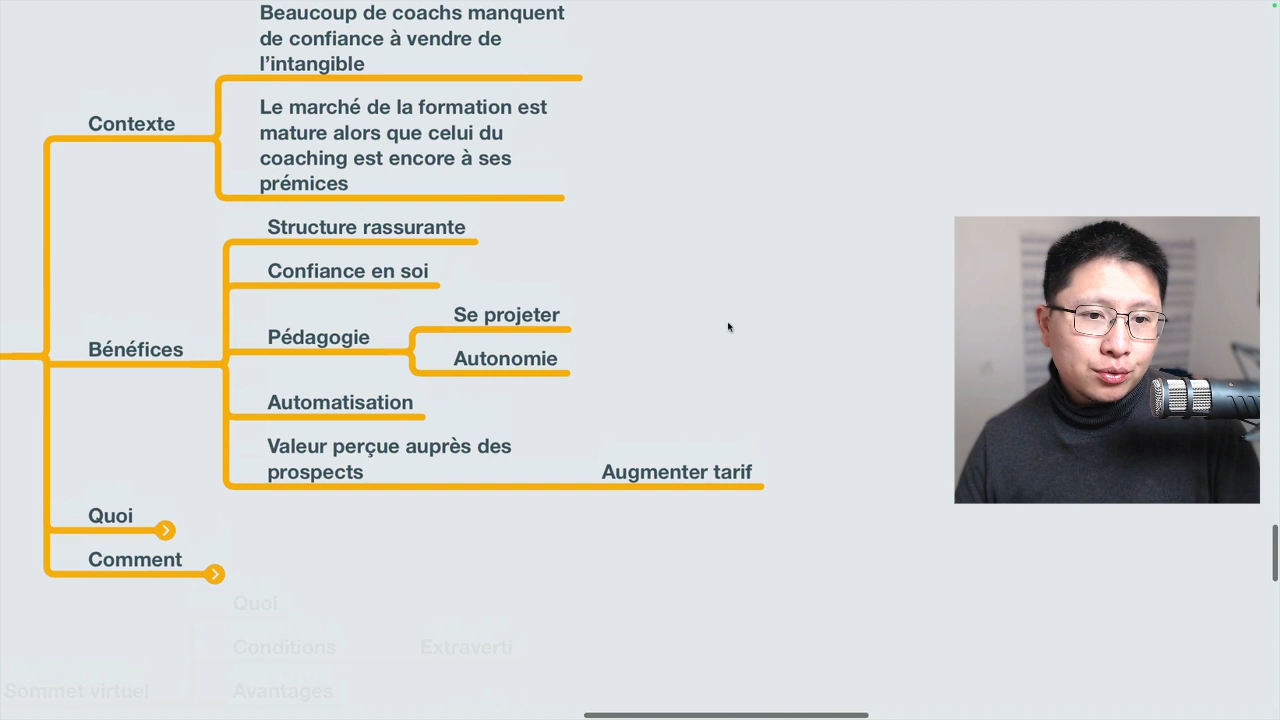 Beaucoup de coachs manquent
de confiance à vendre de
l’intangible
Contexte
Le marché de la formation est
mature alors que celui du
coaching est encore à ses
prémices
Structure rassurante
Confiance en soi
Bénéfices
Pédagogie
Se projeter
Autonomie
Automatisation
Valeur perçue auprès des
prospects
Augmenter tarif
Quoi
Comment
Quoi
Conditions
Extraverti
Sommet virtuel
Avantages